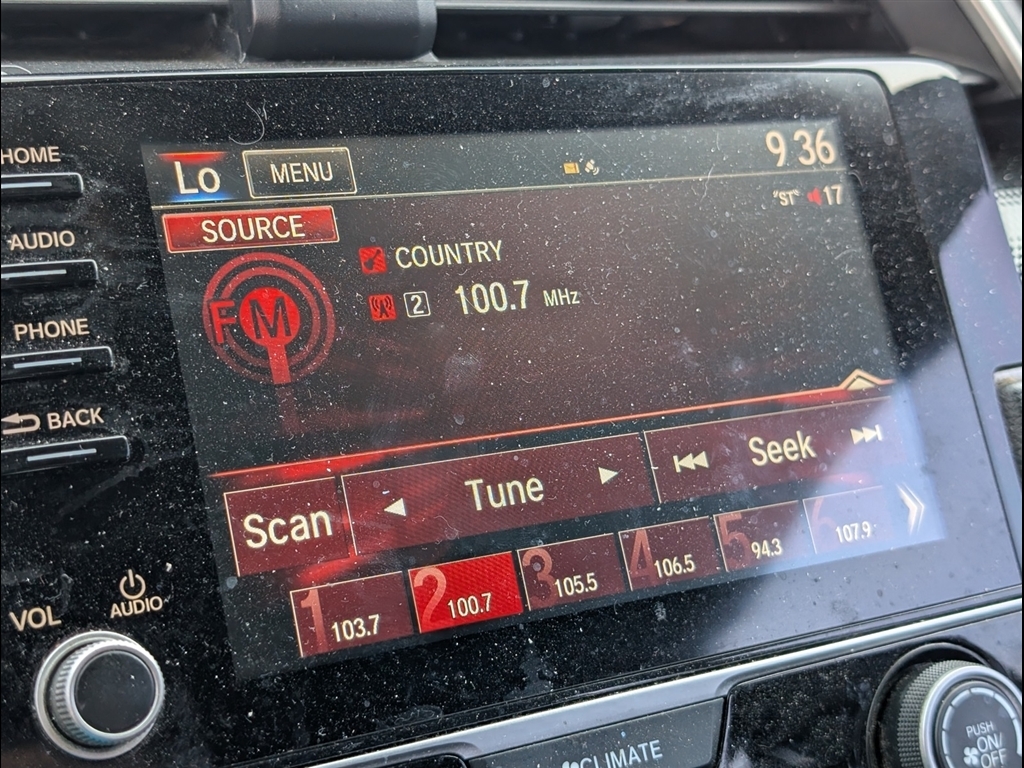 HOME
Lo
MENU
9 36
"ST" 17
AUDIO
SOURCE
COUNTRY
FM
2 100.7 MHz
PHONE
BACK
Scan
Tune
Seek
1 103.7
2 100.7
3 105.5
4 106.5
5 94.3
6 107.9
VOL
AUDIO
CLIMATE
PUSH
ON/
OFF